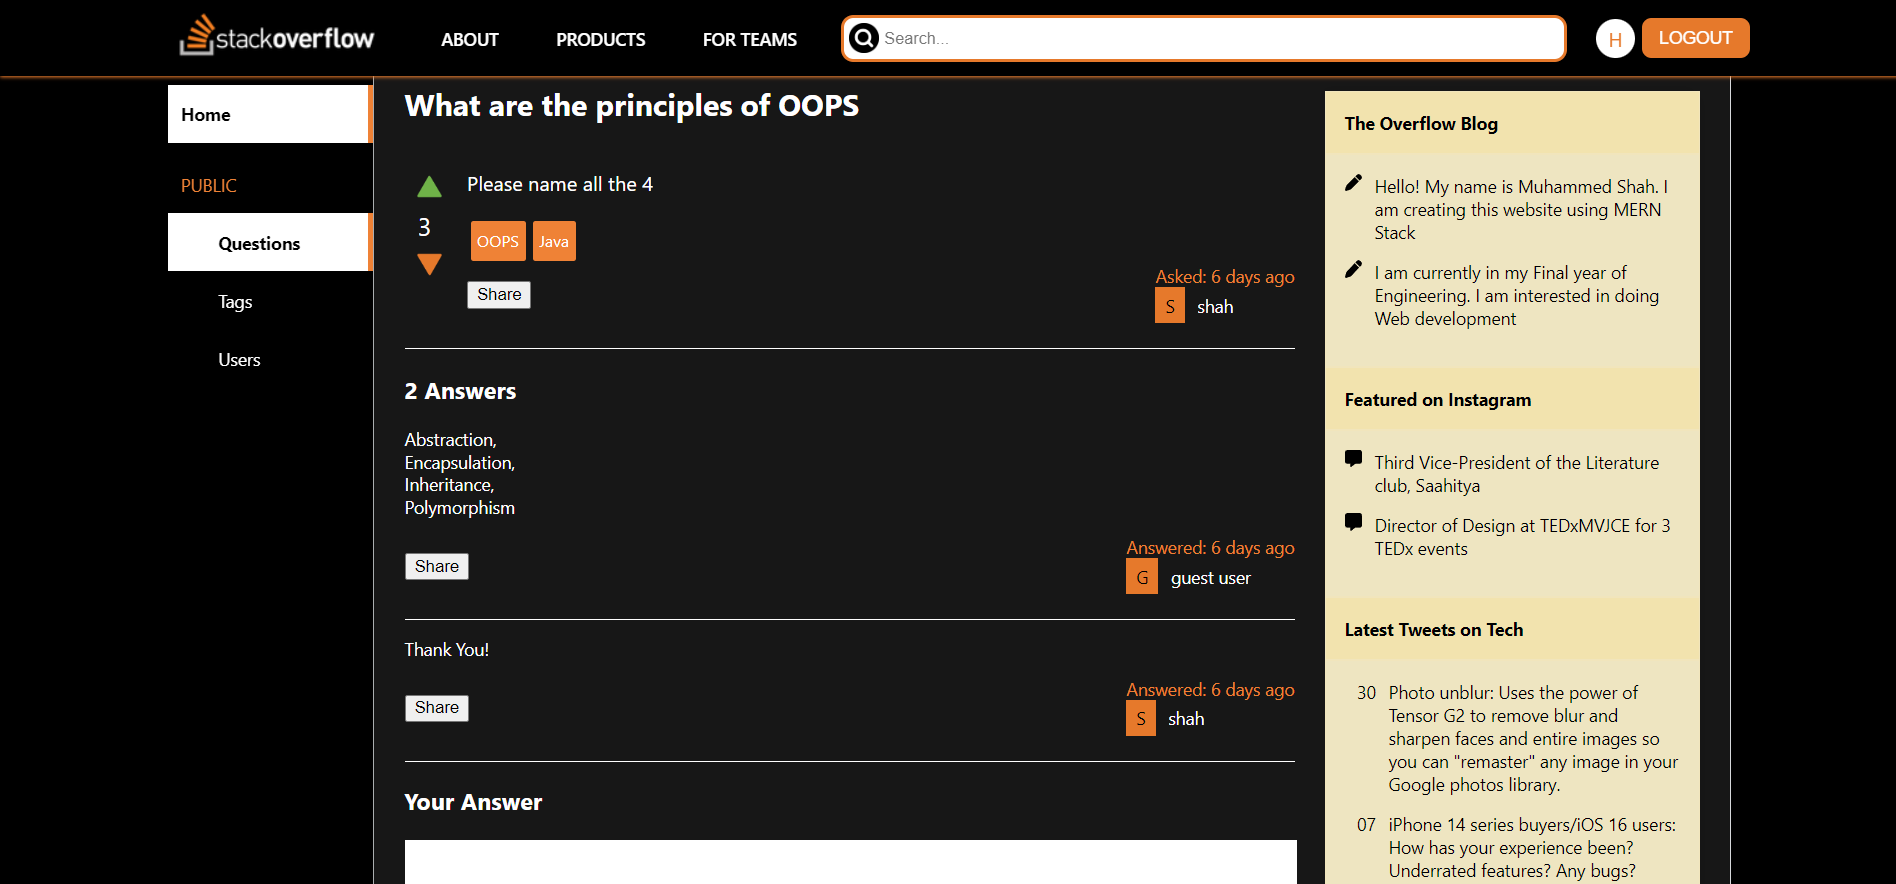 stackoverflow
ABOUT
PRODUCTS
FOR TEAMS
Search...
H
LOGOUT
Home
PUBLIC
Questions
Tags
Users
What are the principles of OOPS
Please name all the 4
3
OOPS
Java
Share
Asked: 6 days ago
S
shah
2 Answers
Abstraction,
Encapsulation,
Inheritance,
Polymorphism
Share
Answered: 6 days ago
G
guest user
Thank You!
Share
Answered: 6 days ago
S
shah
Your Answer
The Overflow Blog
Hello! My name is Muhammed Shah. I
am creating this website using MERN
Stack
I am currently in my Final year of
Engineering. I am interested in doing
Web development
Featured on Instagram
Third Vice-President of the Literature
club, Saahitya
Director of Design at TEDxMVJCE for 3
TEDx events
Latest Tweets on Tech
30 Photo unblur: Uses the power of
Tensor G2 to remove blur and
sharpen faces and entire images so
you can "remaster" any image in your
Google photos library.
07 iPhone 14 series buyers/iOS 16 users:
How has your experience been?
Underrated features? Any bugs?